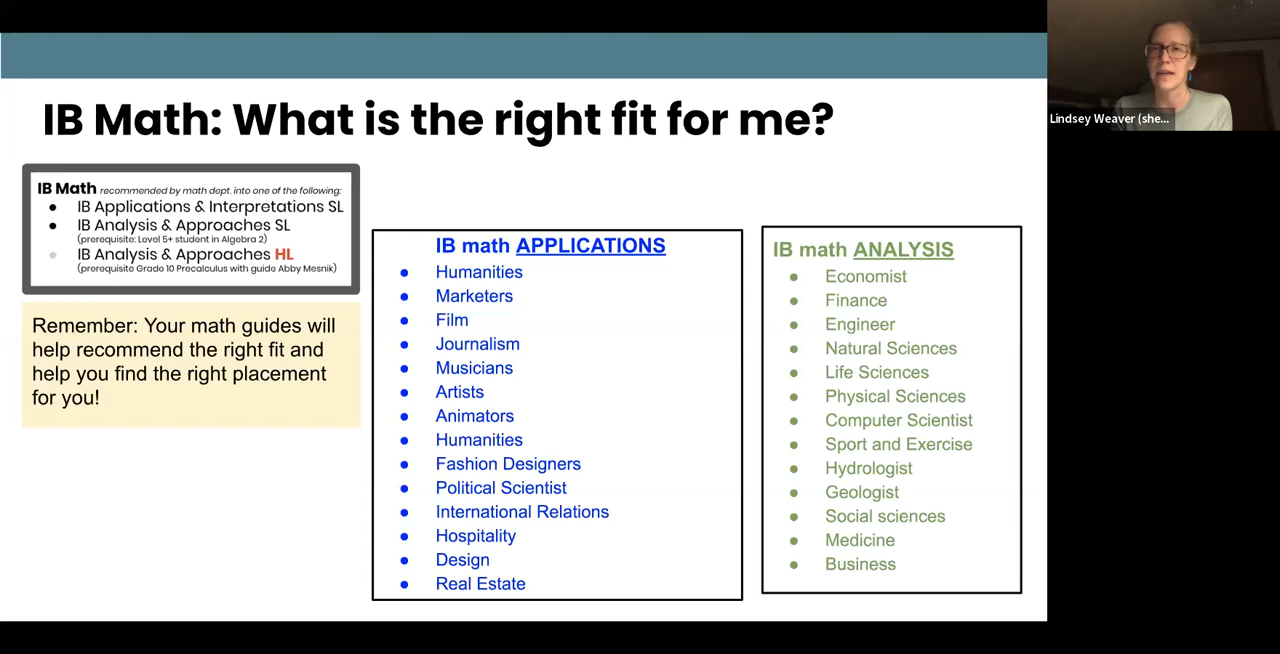 IB Math: What is the right fit for me?
IB Math recommended by math dept. into one of the following:
● IB Applications & Interpretations SL
● IB Analysis & Approaches SL
(prerequisite: Level 5+ student in Algebra 2)
● IB Analysis & Approaches HL
(prerequisite Grade 10 Precalculus with guide Abby Mesnik)
Remember: Your math guides will
help recommend the right fit and
help you find the right placement
for you!
IB math APPLICATIONS
● Humanities
● Marketers
● Film
● Journalism
● Musicians
● Artists
● Animators
● Humanities
● Fashion Designers
● Political Scientist
● International Relations
● Hospitality
● Design
● Real Estate
IB math ANALYSIS
● Economist
● Finance
● Engineer
● Natural Sciences
● Life Sciences
● Physical Sciences
● Computer Scientist
● Sport and Exercise
● Hydrologist
● Geologist
● Social sciences
● Medicine
● Business
Lindsey Weaver (she...